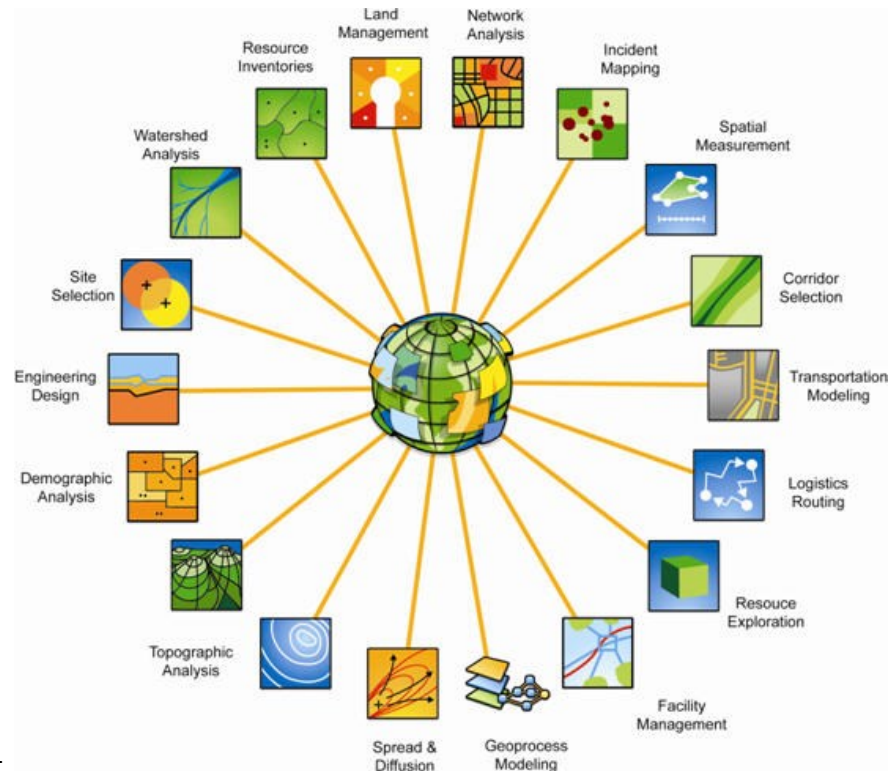 Land
Management
Network
Analysis
Resource
Inventories
Incident
Mapping
Watershed
Analysis
Spatial
Measurement
Site
Selection
Corridor
Selection
Engineering
Design
Transportation
Modeling
Demographic
Analysis
Logistics
Routing
Topographic
Analysis
Resouce
Exploration
Facility
Management
Spread &
Diffusion
Geoprocess
Modeling